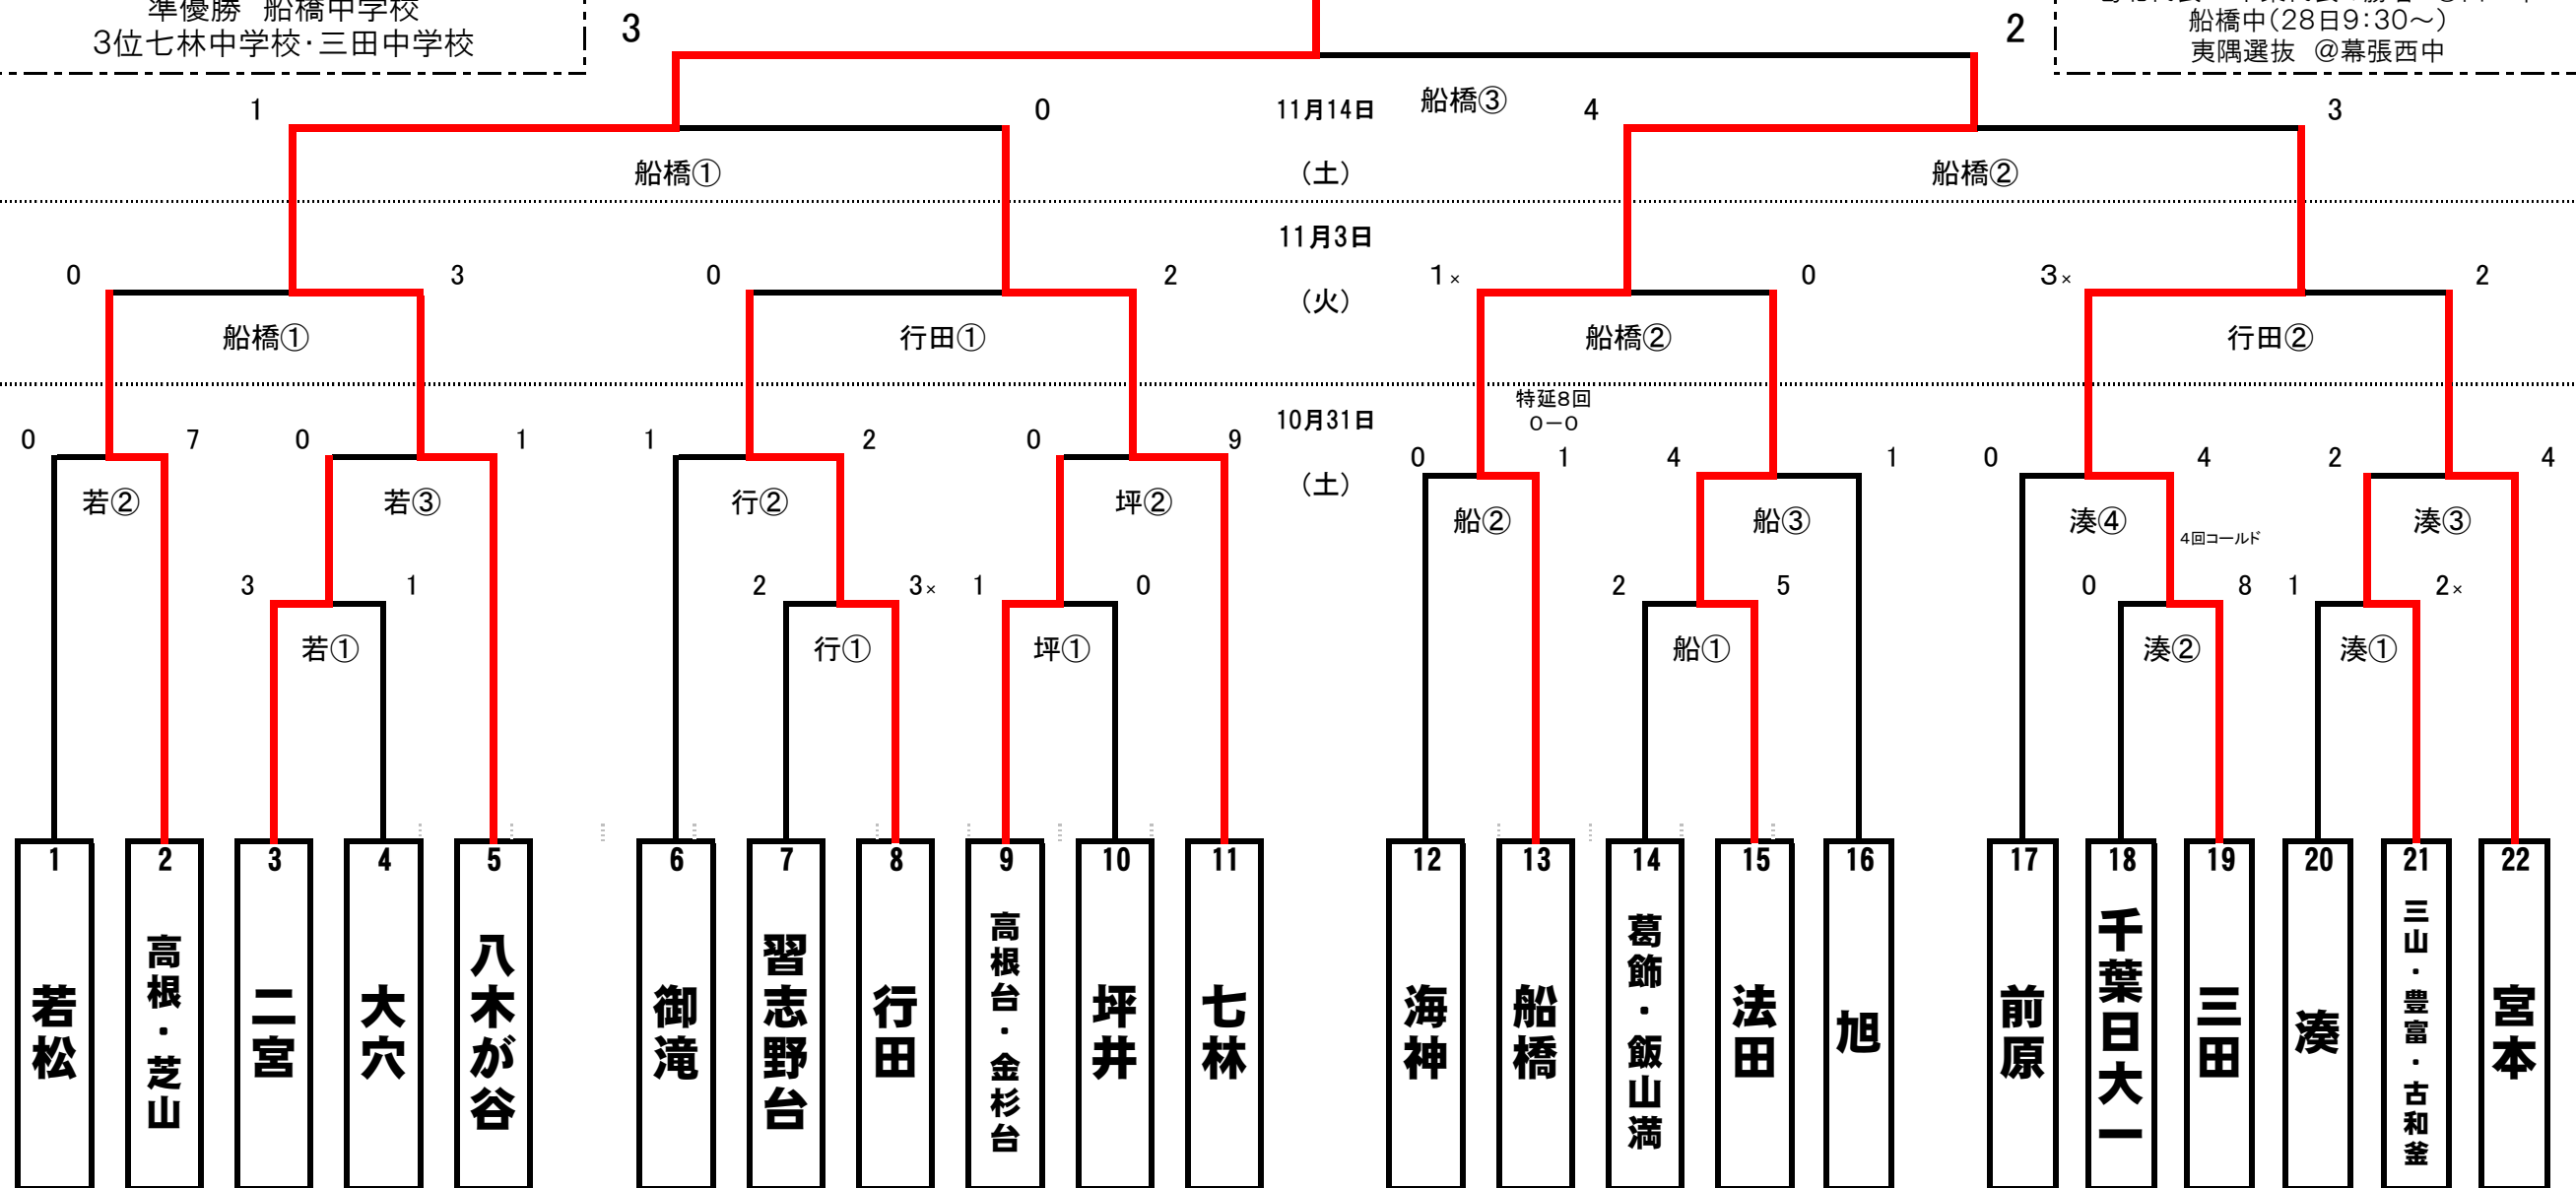 準優勝　船橋中学校
3位七林中学校・三田中学校
3
2
船橋中(28日9:30～)
夷隅選抜　@幕張西中
1
0
11月14日
船橋③
4
3
船橋①
(土)
船橋②
11月3日
0
3
0
2
(火)
1×
0
3×
2
船橋①
行田①
船橋②
行田②
特延8回
0－0
10月31日
0
7
0
1
1
2
0
9
(土)
0
1
4
1
0
4
2
4
若②
若③
行②
坪②
船②
船③
湊④
湊③
4回コールド
3
1
2
3×
1
0
2
5
0
8
1
2×
若①
行①
坪①
船①
湊②
湊①
1
2
3
4
5
6
7
8
9
10
11
12
13
14
15
16
17
18
19
20
21
22
若松
高根・芝山
二宮
大穴
八木が谷
御滝
習志野台
行田
高根台・金杉台
坪井
七林
海神
船橋
葛飾・飯山満
法田
旭
前原
千葉日大一
三田
湊
三山・豊富・古和釜
宮本